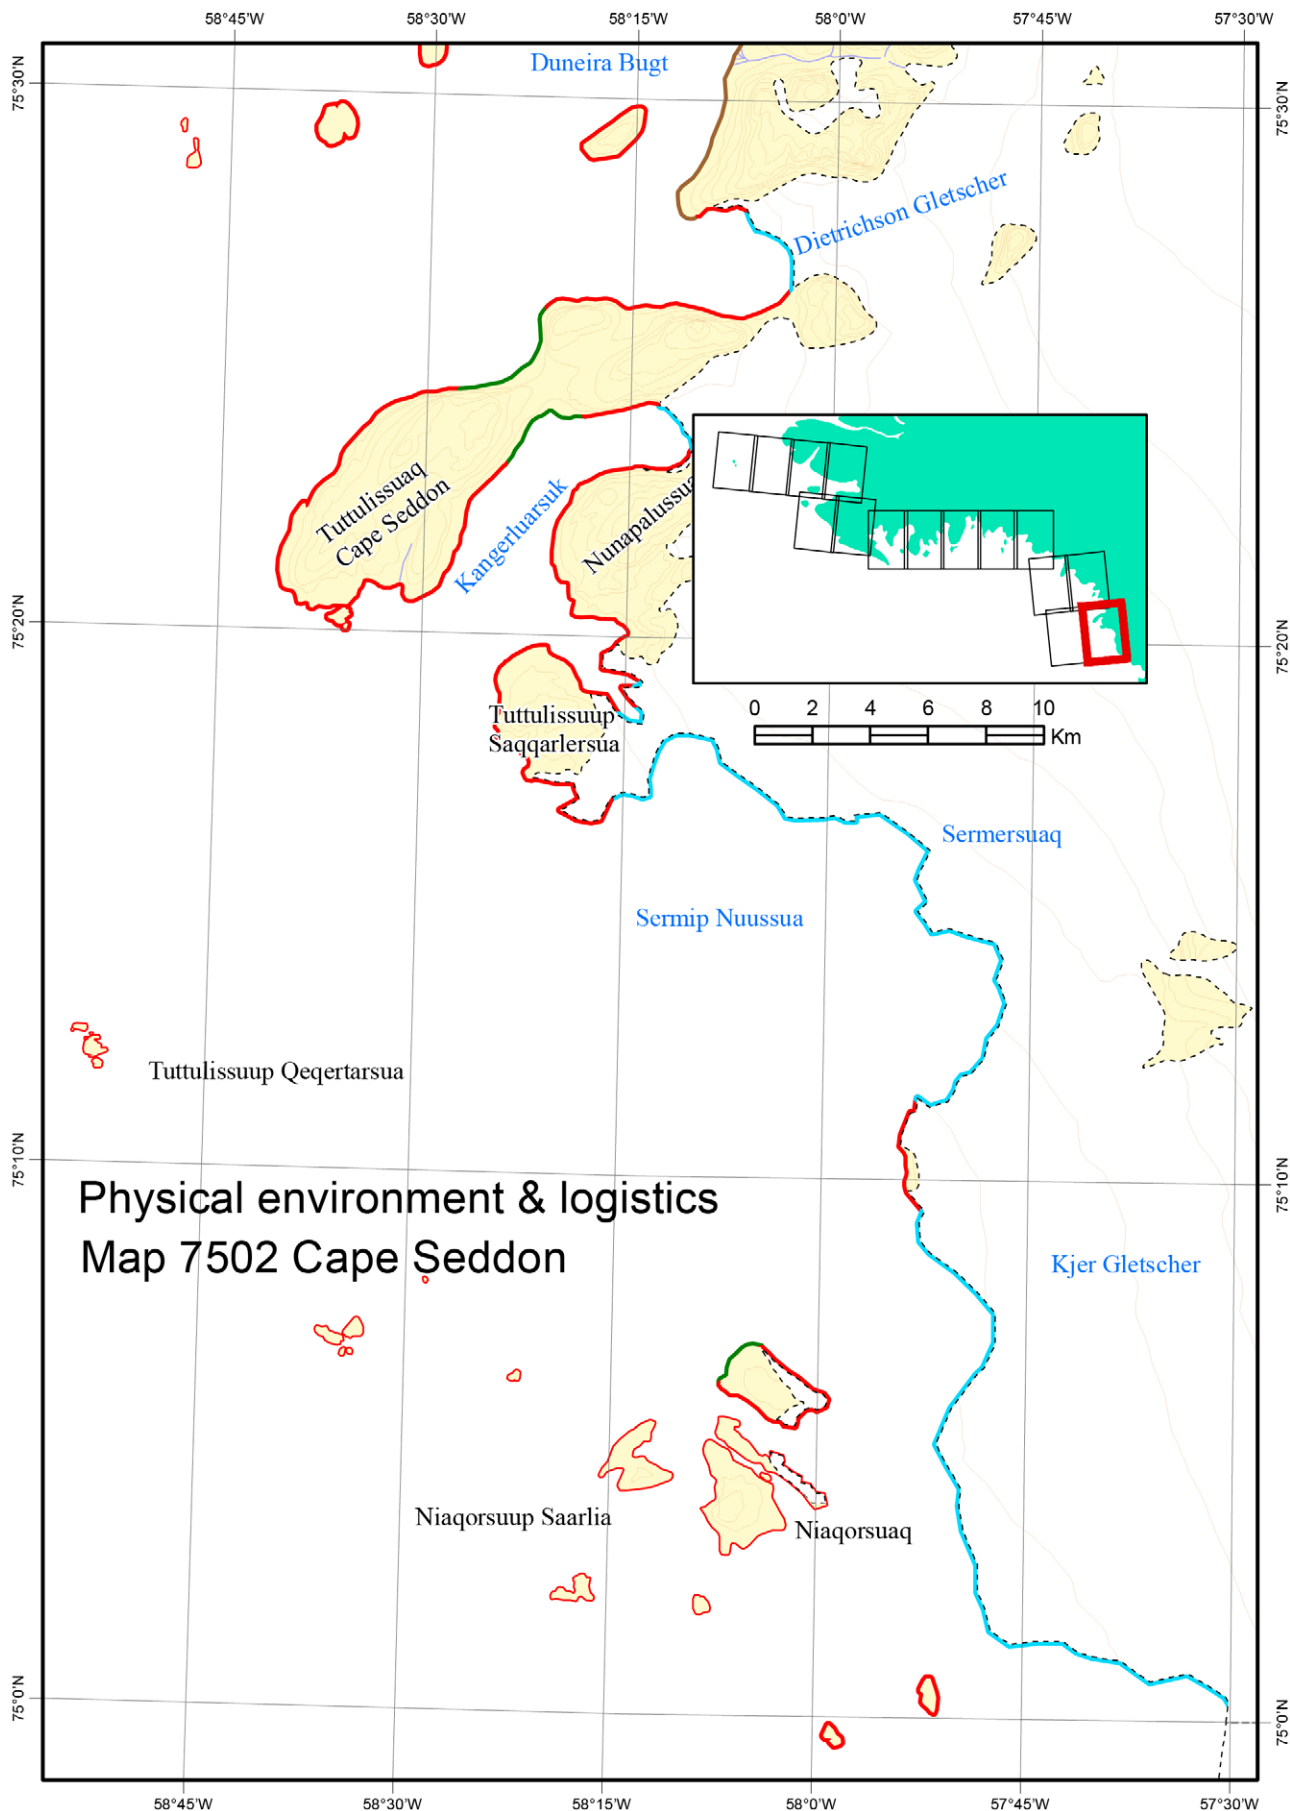 58°45'W 58°30'W 58°15'W 58°0'W 57°45'W 57°30'W
Duneira Bugt
75°30'N 75°30'N
Dietrichson Gletscher
Tuttulissuaq
Cape Seddon
Kangerluarsuk
Nunapalussua
75°20'N 75°20'N
Tuttulissuup
Saqqarlersua
0 2 4 6 8 10
Km
Sermersuaq
Sermip Nuussua
Tuttulissuup Qeqertarsua
75°10'N 75°10'N
Physical environment & logistics
Map 7502 Cape Seddon
Kjer Gletscher
Niaqorsuup Saarlia
Niaqorsuaq
75°0'N 75°0'N
58°45'W 58°30'W 58°15'W 58°0'W 57°45'W 57°30'W